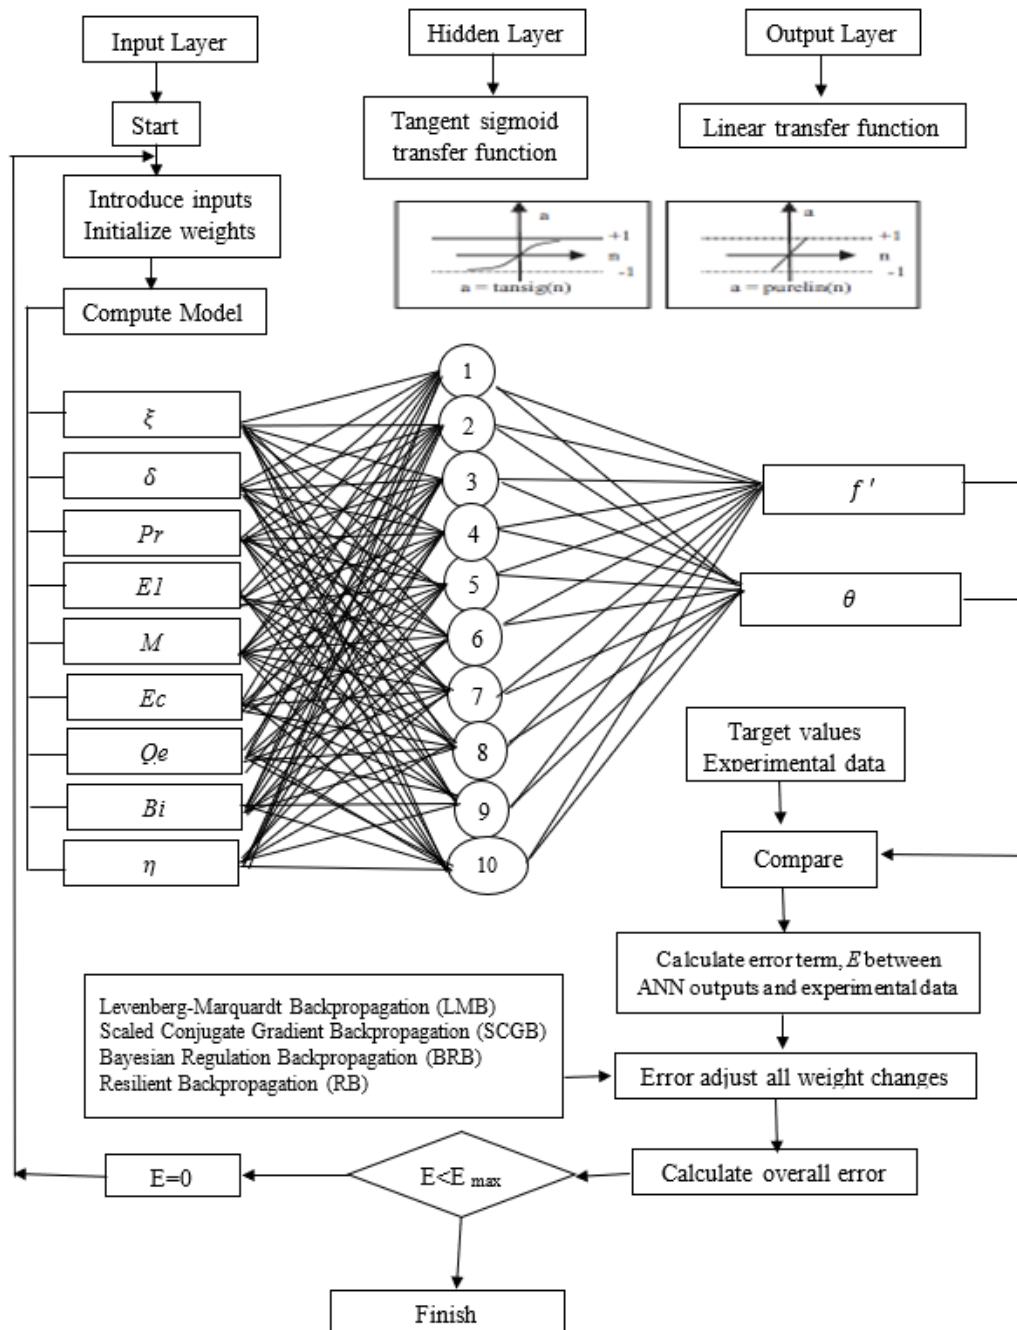 Input Layer
Hidden Layer
Output Layer
Start
Tangent sigmoid
transfer function
Linear transfer function
Introduce inputs
Initialize weights
a
+1
n
-1
a = tansig(n)
a
+1
n
-1
a = purelin(n)
Compute Model
ξ
δ
Pr
E1
M
Ec
Qe
Bi
η
1
2
3
4
5
6
7
8
9
10
f '
θ
Target values
Experimental data
Compare
Calculate error term, E between
ANN outputs and experimental data
Levenberg-Marquardt Backpropagation (LMB)
Scaled Conjugate Gradient Backpropagation (SCGB)
Bayesian Regulation Backpropagation (BRB)
Resilient Backpropagation (RB)
Error adjust all weight changes
Calculate overall error
E<E max
E=0
Finish